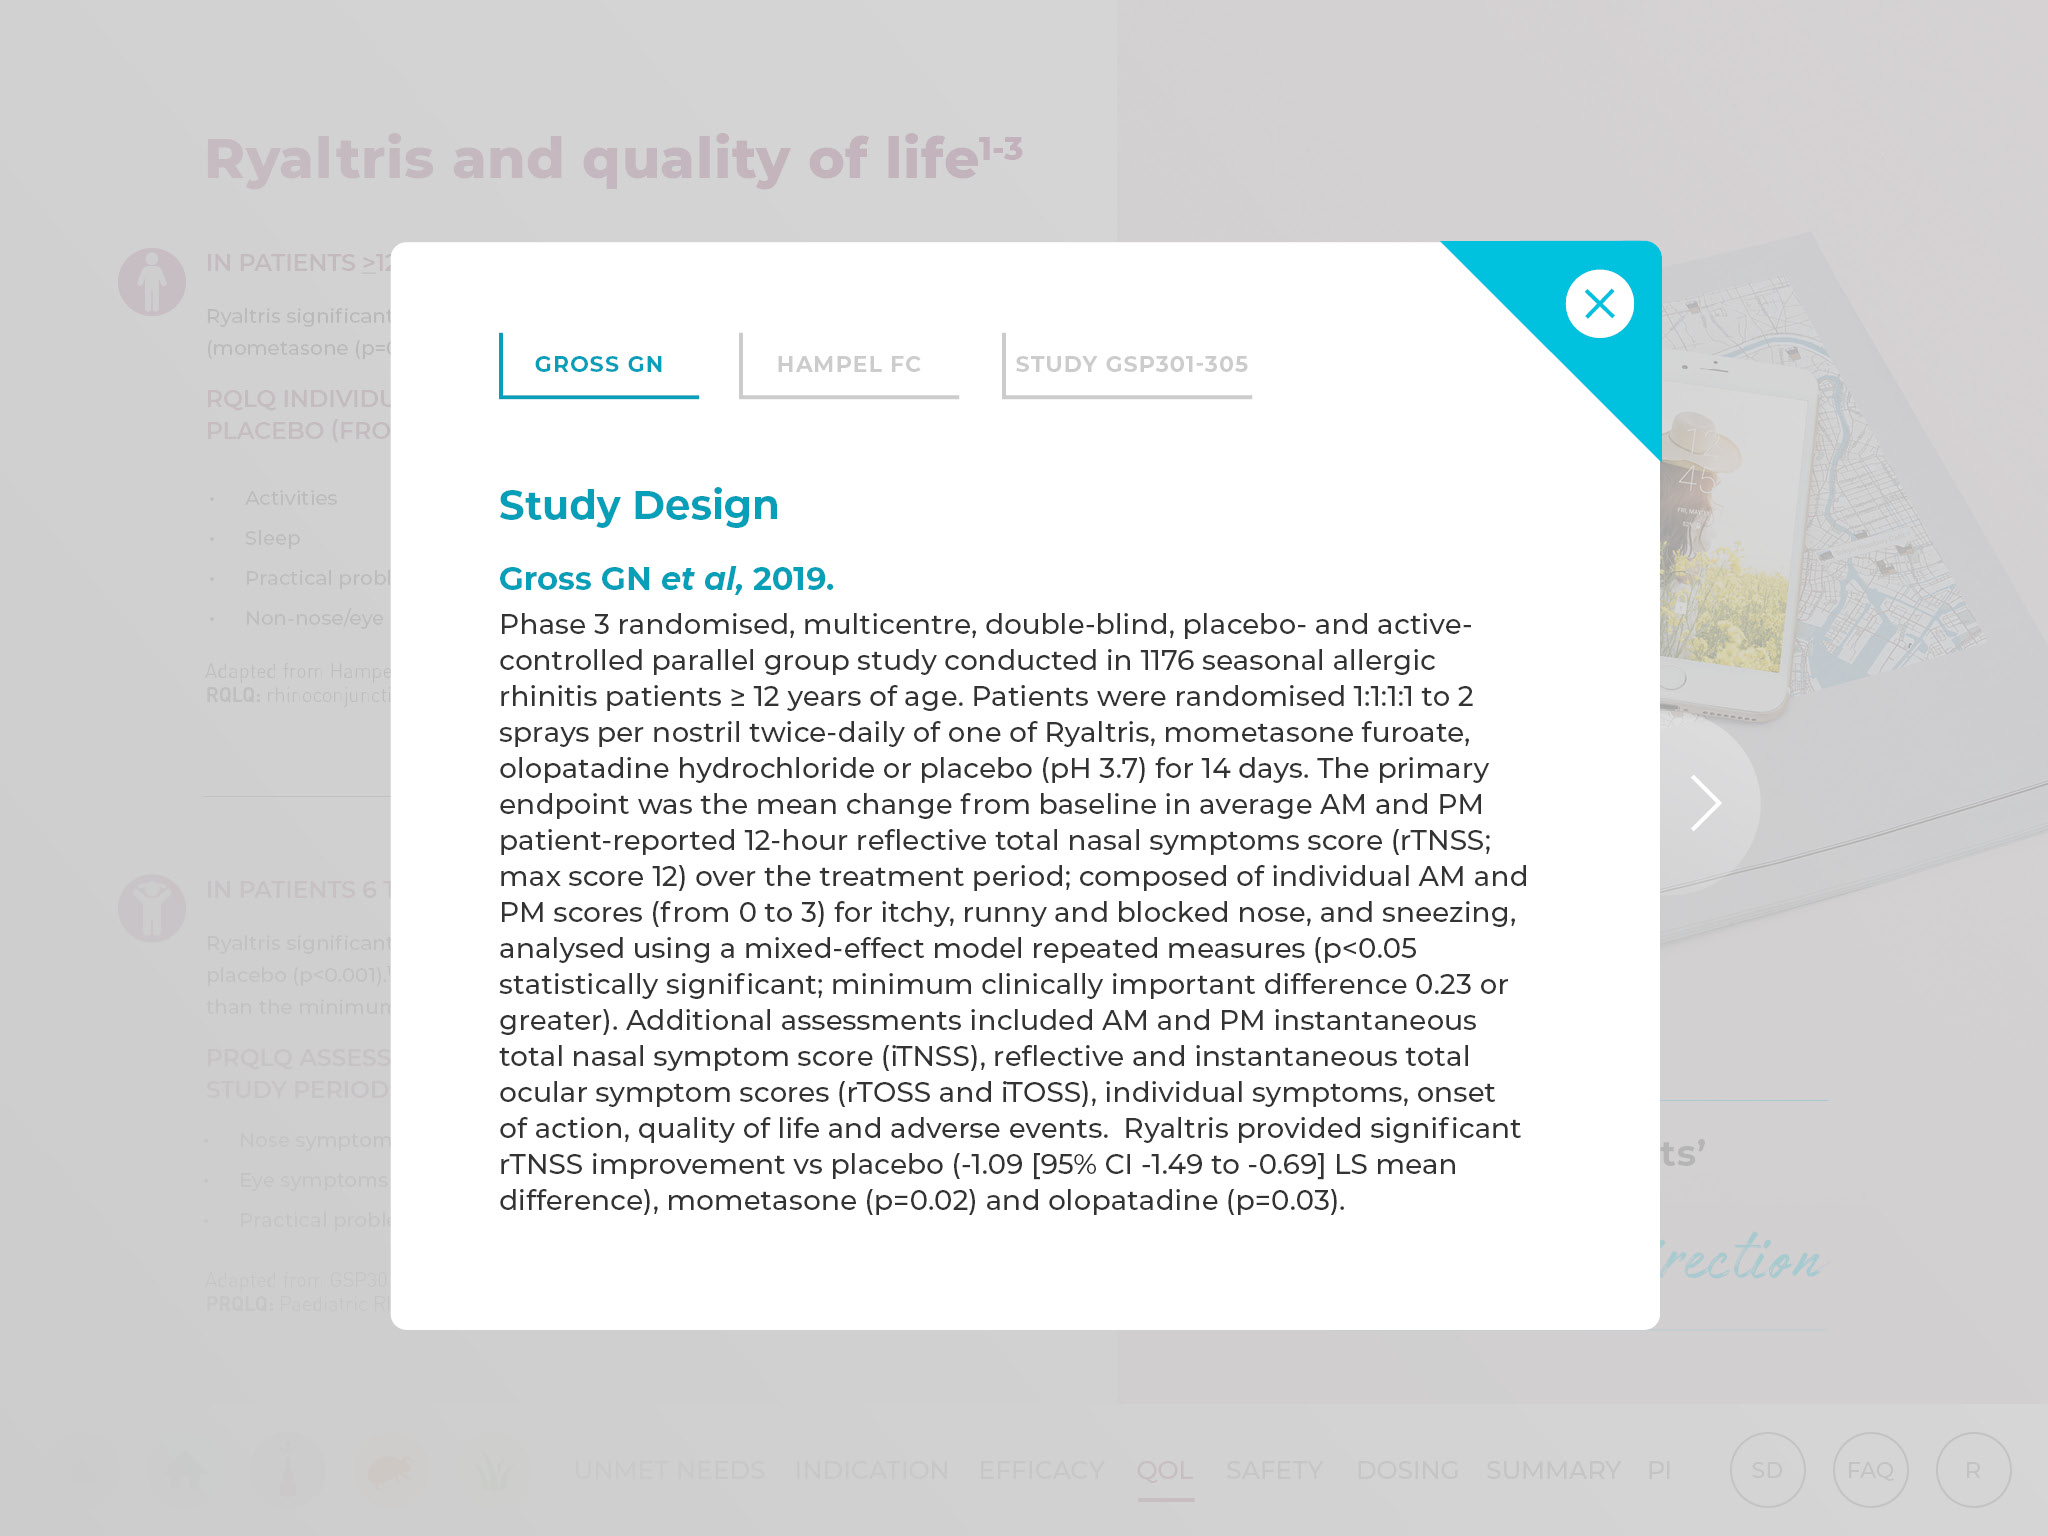 Ryaltris and quality of life1-3
IN PATIENTS ≥12
Ryaltris significant
(mometasone (p=0
RQLQ INDIVIDU
PLACEBO (FRO
• Activities
• Sleep
• Practical probl
• Non-nose/eye
Adapted from Hampe
RQLQ: rhinoconjuncti
IN PATIENTS 6 T
Ryaltris significant
placebo (p<0.001).
than the minimum
PRQLQ ASSESS
STUDY PERIOD
• Nose symptom
• Eye symptoms
• Practical proble
Adapted from GSP30
PRQLQ: Paediatric R
GROSS GN
HAMPEL FC
STUDY GSP301-305
Study Design
Gross GN et al, 2019.
Phase 3 randomised, multicentre, double-blind, placebo- and active-
controlled parallel group study conducted in 1176 seasonal allergic
rhinitis patients ≥ 12 years of age. Patients were randomised 1:1:1:1 to 2
sprays per nostril twice-daily of one of Ryaltris, mometasone furoate,
olopatadine hydrochloride or placebo (pH 3.7) for 14 days. The primary
endpoint was the mean change from baseline in average AM and PM
patient-reported 12-hour reflective total nasal symptoms score (rTNSS;
max score 12) over the treatment period; composed of individual AM and
PM scores (from 0 to 3) for itchy, runny and blocked nose, and sneezing,
analysed using a mixed-effect model repeated measures (p<0.05
statistically significant; minimum clinically important difference 0.23 or
greater). Additional assessments included AM and PM instantaneous
total nasal symptom score (iTNSS), reflective and instantaneous total
ocular symptom scores (rTOSS and iTOSS), individual symptoms, onset
of action, quality of life and adverse events. Ryaltris provided significant
rTNSS improvement vs placebo (-1.09 [95% CI -1.49 to -0.69] LS mean
difference), mometasone (p=0.02) and olopatadine (p=0.03).
12
45
ts’
rection
UNMET NEEDS
INDICATION
EFFICACY
QOL
SAFETY
DOSING
SUMMARY
PI
SD
FAQ
R